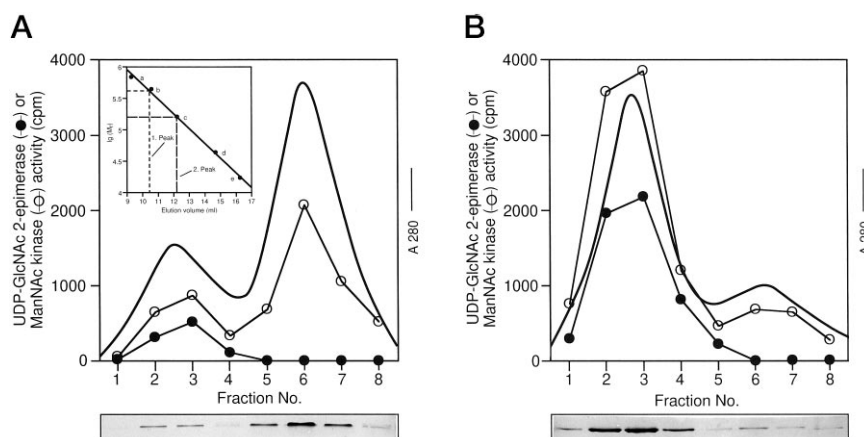 A
UDP-GlcNAc 2-epimerase (●) or
ManNAc kinase (○) activity (cpm)
4000
3000
2000
1000
0
1 2 3 4 5 6 7 8
Fraction No.
A 280
lg (Mr)
6
5.5
5
4.5
4
9 10 11 12 13 14 15 16 17
Elution volume (ml)
a
b
c
d
e
1. Peak
2. Peak
B
UDP-GlcNAc 2-epimerase (●) or
ManNAc kinase (○) activity (cpm)
4000
3000
2000
1000
0
1 2 3 4 5 6 7 8
Fraction No.
A 280